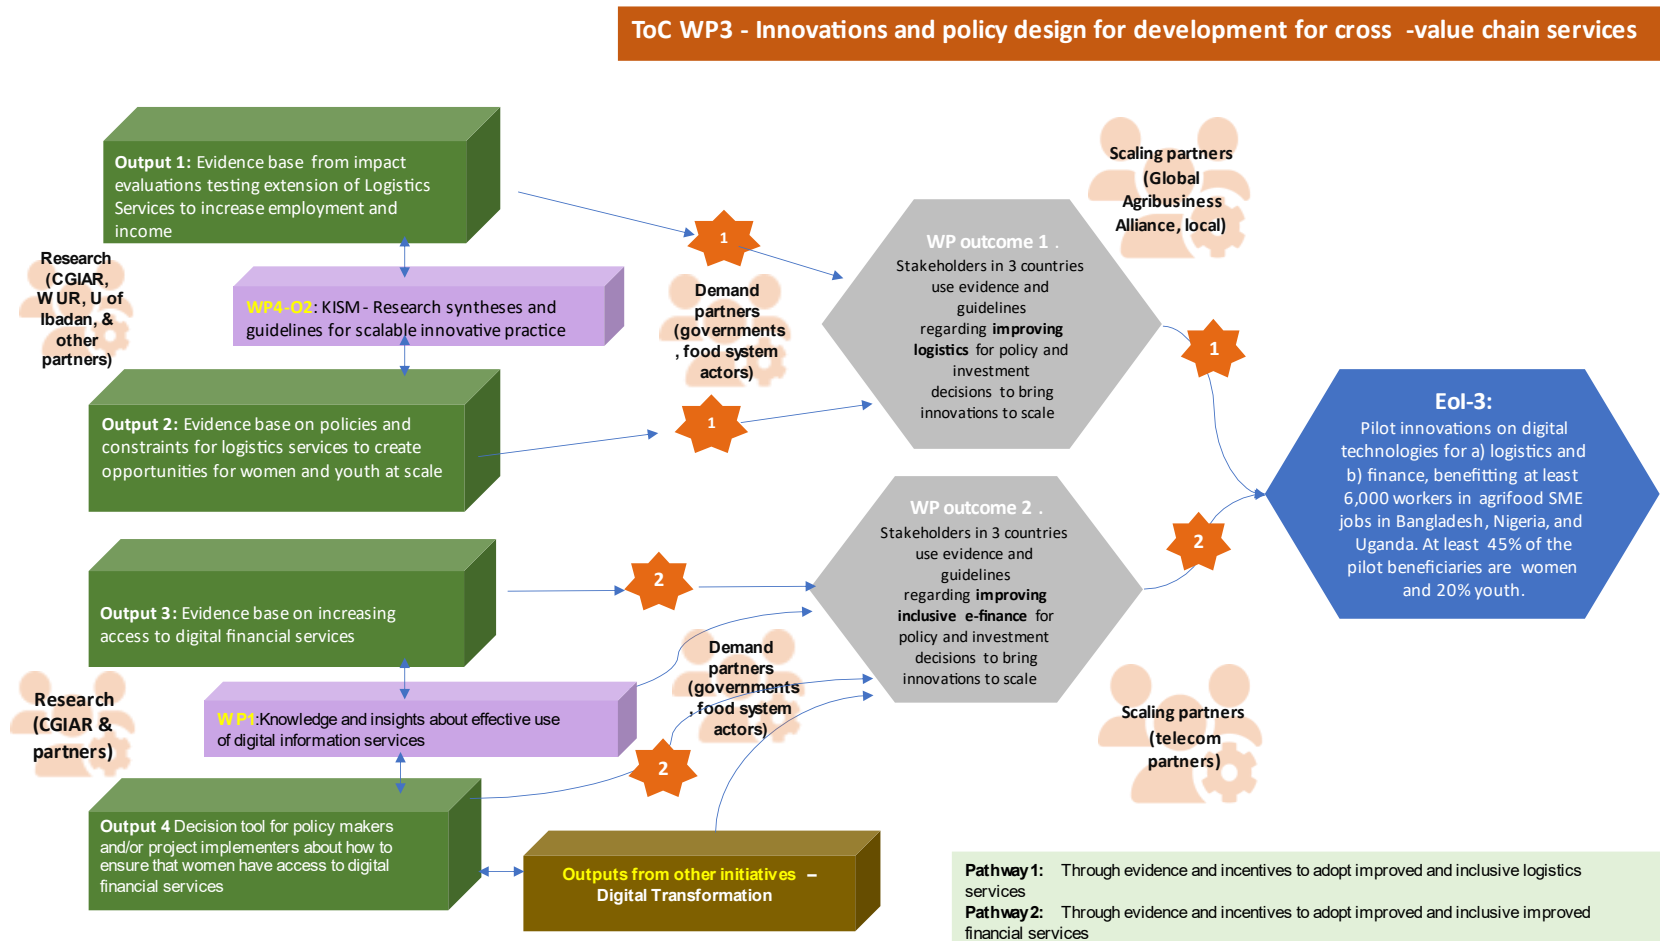 ToC WP3 - Innovations and policy design for development for cross -value chain services
Output 1: Evidence base from impact
evaluations testing extension of Logistics
Services to increase employment and
income
Research
(CGIAR,
WUR, U of
Ibadan, &
other
partners)
WP4-O2: KISM - Research syntheses and
guidelines for scalable innovative practice
Output 2: Evidence base on policies and
constraints for logistics services to create
opportunities for women and youth at scale
1
Demand
partners
(governments
, food system
actors)
1
WP outcome 1 .
Stakeholders in 3 countries
use evidence and
guidelines
regarding improving
logistics for policy and
investment
decisions to bring
innovations to scale
Scaling partners
(Global
Agribusiness
Alliance, local)
1
Output 3: Evidence base on increasing
access to digital financial services
Research
(CGIAR &
partners)
WP1:Knowledge and insights about effective use
of digital information services
Output 4 Decision tool for policy makers
and/or project implementers about how to
ensure that women have access to digital
financial services
2
Demand
partners
(governments
, food system
actors)
2
Outputs from other initiatives –
Digital Transformation
WP outcome 2 .
Stakeholders in 3 countries
use evidence and
guidelines
regarding improving
inclusive e-finance for
policy and investment
decisions to bring
innovations to scale
2
Scaling partners
(telecom
partners)
EoI-3:
Pilot innovations on digital
technologies for a) logistics and
b) finance, benefitting at least
6,000 workers in agrifood SME
jobs in Bangladesh, Nigeria, and
Uganda. At least 45% of the
pilot beneficiaries are women
and 20% youth.
Pathway1: Through evidence and incentives to adopt improved and inclusive logistics
services
Pathway2: Through evidence and incentives to adopt improved and inclusive improved
financial services